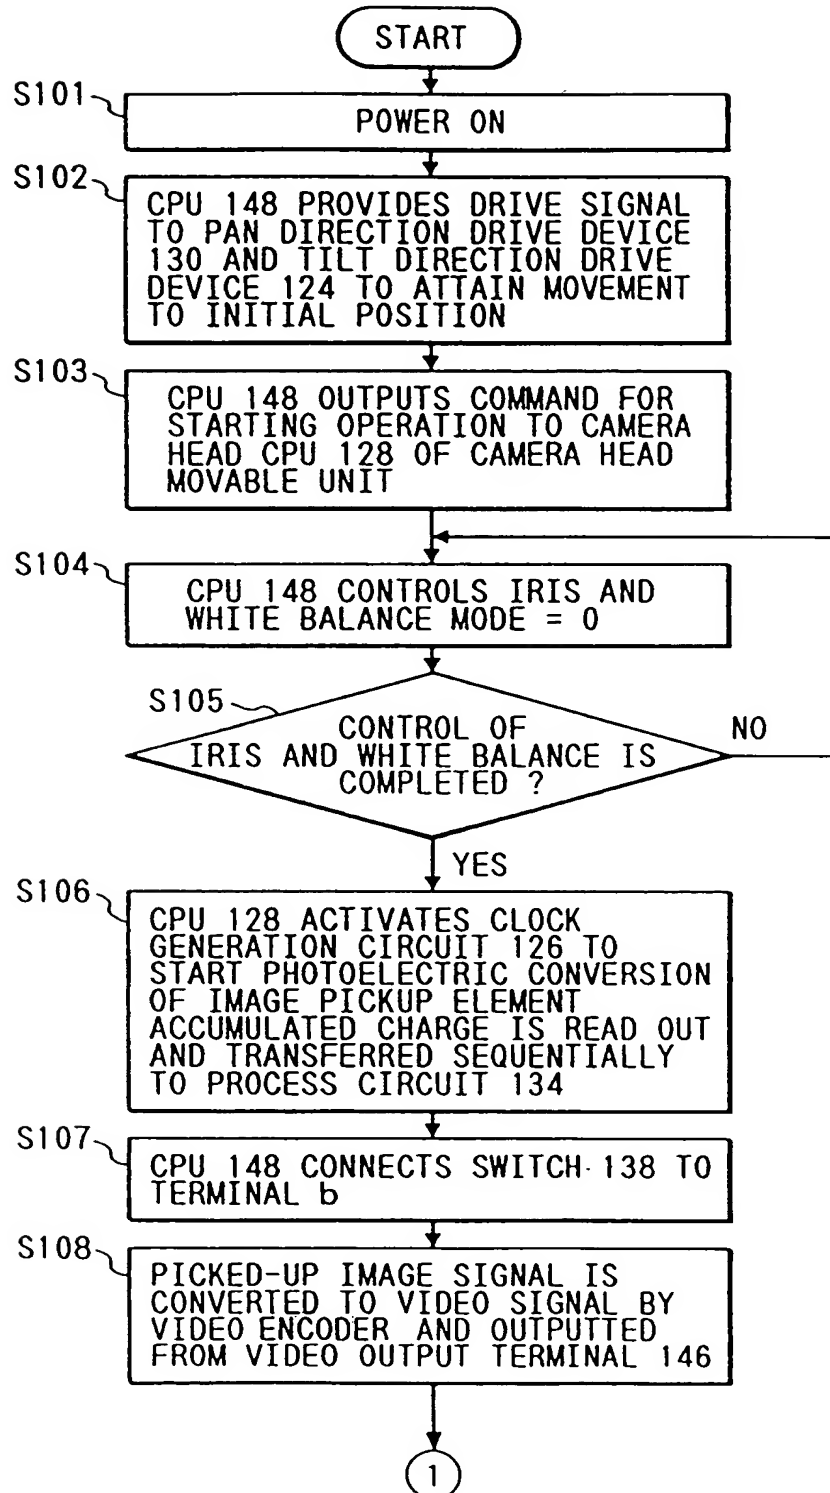 START
S101
POWER ON
S102
CPU 148 PROVIDES DRIVE SIGNAL
TO PAN DIRECTION DRIVE DEVICE
130 AND TILT DIRECTION DRIVE
DEVICE 124 TO ATTAIN MOVEMENT
TO INITIAL POSITION
S103
CPU 148 OUTPUTS COMMAND FOR
STARTING OPERATION TO CAMERA
HEAD CPU 128 OF CAMERA HEAD
MOVABLE UNIT
S104
CPU 148 CONTROLS IRIS AND
WHITE BALANCE MODE = 0
S105
CONTROL OF
IRIS AND WHITE BALANCE IS
COMPLETED ?
NO
YES
S106
CPU 128 ACTIVATES CLOCK
GENERATION CIRCUIT 126 TO
START PHOTOELECTRIC CONVERSION
OF IMAGE PICKUP ELEMENT
ACCUMULATED CHARGE IS READ OUT
AND TRANSFERRED SEQUENTIALLY
TO PROCESS CIRCUIT 134
S107
CPU 148 CONNECTS SWITCH 138 TO
TERMINAL b
S108
PICKED-UP IMAGE SIGNAL IS
CONVERTED TO VIDEO SIGNAL BY
VIDEO ENCODER AND OUTPUTTED
FROM VIDEO OUTPUT TERMINAL 146
1